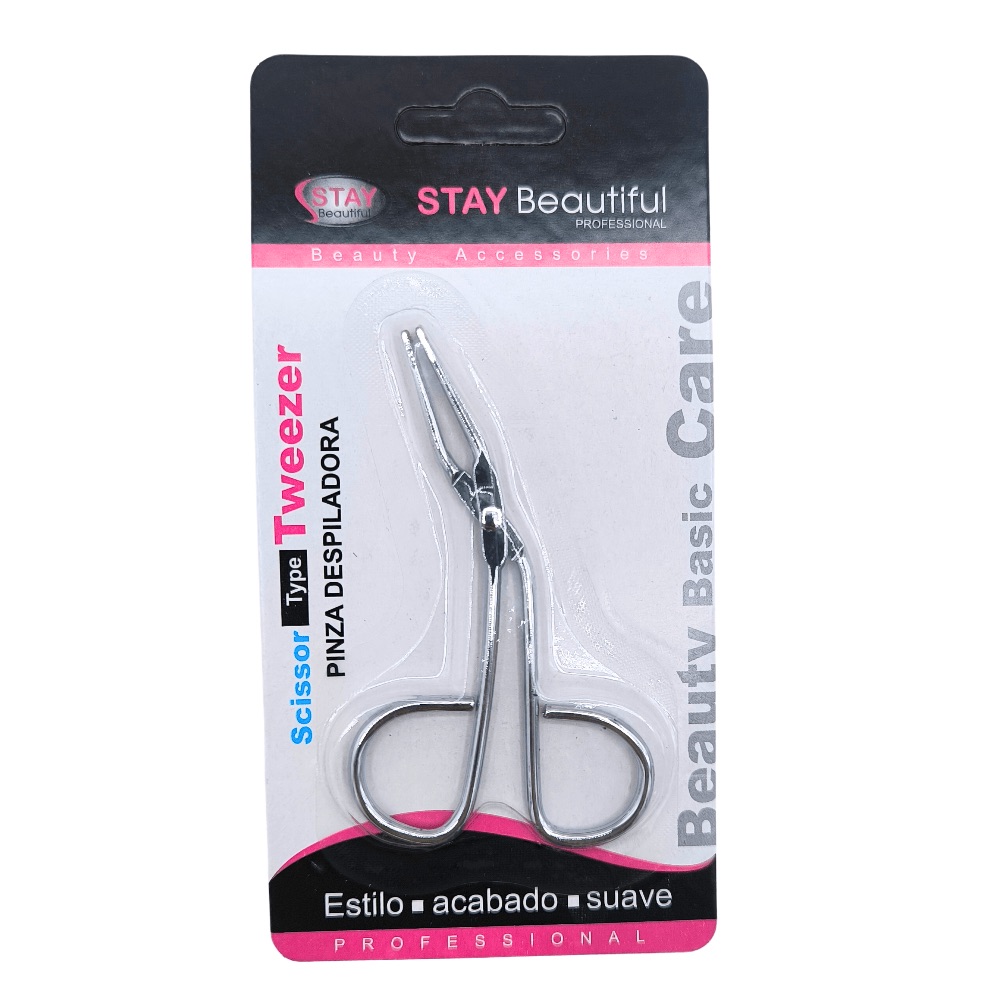 STAY
Beautiful
STAY Beautiful
PROFESSIONAL
Beauty Accessories
Scissor Type Tweezer
PINZA DESPILADORA
Beauty Basic Care
Estilo ▪ acabado ▪ suave
PROFESSIONAL